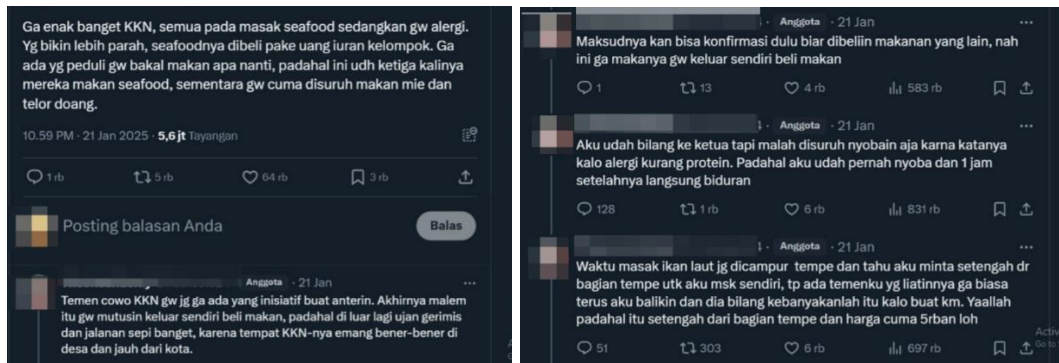 Ga enak banget KKN, semua pada masak seafood sedangkan gw alergi.
Yg bikin lebih parah, seafoodnya dibeli pake uang iuran kelompok. Ga
ada yg peduli gw bakal makan apa nanti, padahal ini udh ketiga kalinya
mereka makan seafood, sementara gw cuma disuruh makan mie dan
telor doang.
10.59 PM · 21 Jan 2025 · 5,6jt Tayangan
1 rb 5 rb 64 rb 3 rb
Posting balasan Anda
Balas
Anggota · 21 Jan
Temen cowo KKN gw jg ga ada yang inisiatif buat anterin. Akhirnya malem
itu gw mutusin keluar sendiri beli makan, padahal di luar lagi ujan gerimis
dan jalanan sepi banget, karena tempat KKN-nya emang bener-bener di
desa dan jauh dari kota.
Anggota · 21 Jan
Maksudnya kan bisa konfirmasi dulu biar dibeliin makanan yang lain, nah
ini ga makanya gw keluar sendiri beli makan
1 13 4 rb 583 rb
Anggota · 21 Jan
Aku udah bilang ke ketua tapi malah disuruh nyobain aja karna katanya
kalo alergi kurang protein. Padahal aku udah pernah nyoba dan 1 jam
setelahnya langsung biduran
128 1 rb 6 rb 831 rb
Anggota · 21 Jan
Waktu masak ikan laut jg dicampur tempe dan tahu aku minta setengah dr
bagian tempe utk aku msk sendiri, tp ada temenku yg liatinnya ga biasa
terus aku balikin dan dia bilang kebanyakanlah itu kalo buat km. Yaallah
padahal itu setengah dari bagian tempe dan harga cuma 5rban loh
51 303 6 rb 697 rb